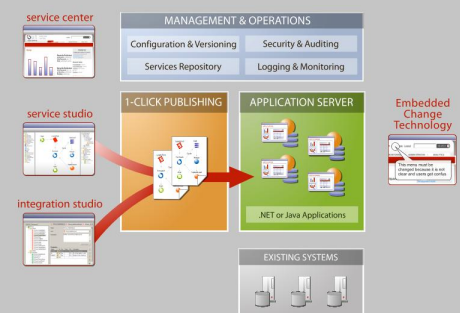 service center
MANAGEMENT & OPERATIONS
Configuration & Versioning
Security & Auditing
Services Repository
Logging & Monitoring
service studio
1-CLICK PUBLISHING
APPLICATION SERVER
Embedded
Change
Technology
This menu must be
changed because it is not
clear and users get confus
integration studio
.NET or Java Applications
EXISTING SYSTEMS